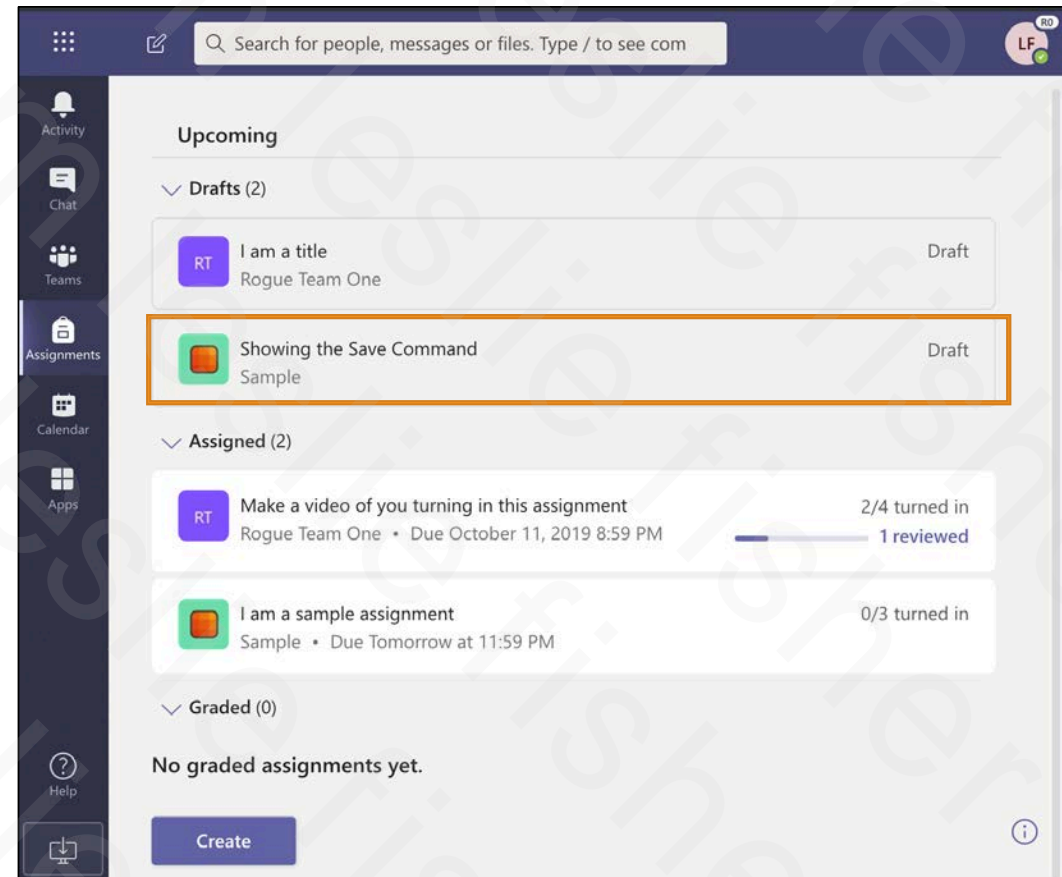 Search for people, messages or files. Type / to see com
LF
RO
Activity
Chat
Teams
Assignments
Calendar
Apps
Help
Upcoming
Drafts (2)
RT
I am a title
Draft
Rogue Team One
Showing the Save Command
Draft
Sample
Assigned (2)
RT
Make a video of you turning in this assignment
2/4 turned in
Rogue Team One • Due October 11, 2019 8:59 PM
1 reviewed
I am a sample assignment
0/3 turned in
Sample • Due Tomorrow at 11:59 PM
Graded (0)
No graded assignments yet.
Create
leslie fisher